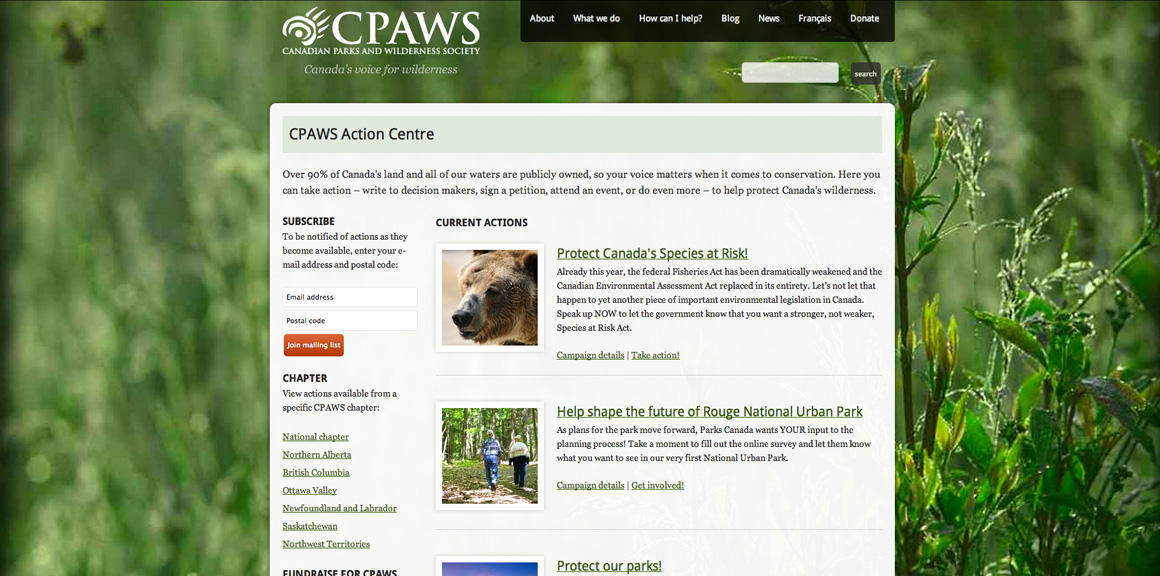 CPAWS
CANADIAN PARKS AND WILDERNESS SOCIETY
Canada's voice for wilderness
About What we do How can I help? Blog News Français Donate
search
CPAWS Action Centre
Over 90% of Canada's land and all of our waters are publicly owned, so your voice matters when it comes to conservation. Here you
can take action – write to decision makers, sign a petition, attend an event, or do even more – to help protect Canada's wilderness.
SUBSCRIBE
To be notified of actions as they
become available, enter your e-
mail address and postal code:
Email address
Postal code
Join mailing list
CHAPTER
View actions available from a
specific CPAWS chapter:
National chapter
Northern Alberta
British Columbia
Ottawa Valley
Newfoundland and Labrador
Saskatchewan
Northwest Territories
FUNDRAISE FOR CPAWS
CURRENT ACTIONS
Protect Canada's Species at Risk!
Already this year, the federal Fisheries Act has been dramatically weakened and the
Canadian Environmental Assessment Act replaced in its entirety. Let's not let that
happen to yet another piece of important environmental legislation in Canada.
Speak up NOW to let the government know that you want a stronger, not weaker,
Species at Risk Act.
Campaign details | Take action!
Help shape the future of Rouge National Urban Park
As plans for the park move forward, Parks Canada wants YOUR input to the
planning process! Take a moment to fill out the online survey and let them know
what you want to see in our very first National Urban Park.
Campaign details | Get involved!
Protect our parks!